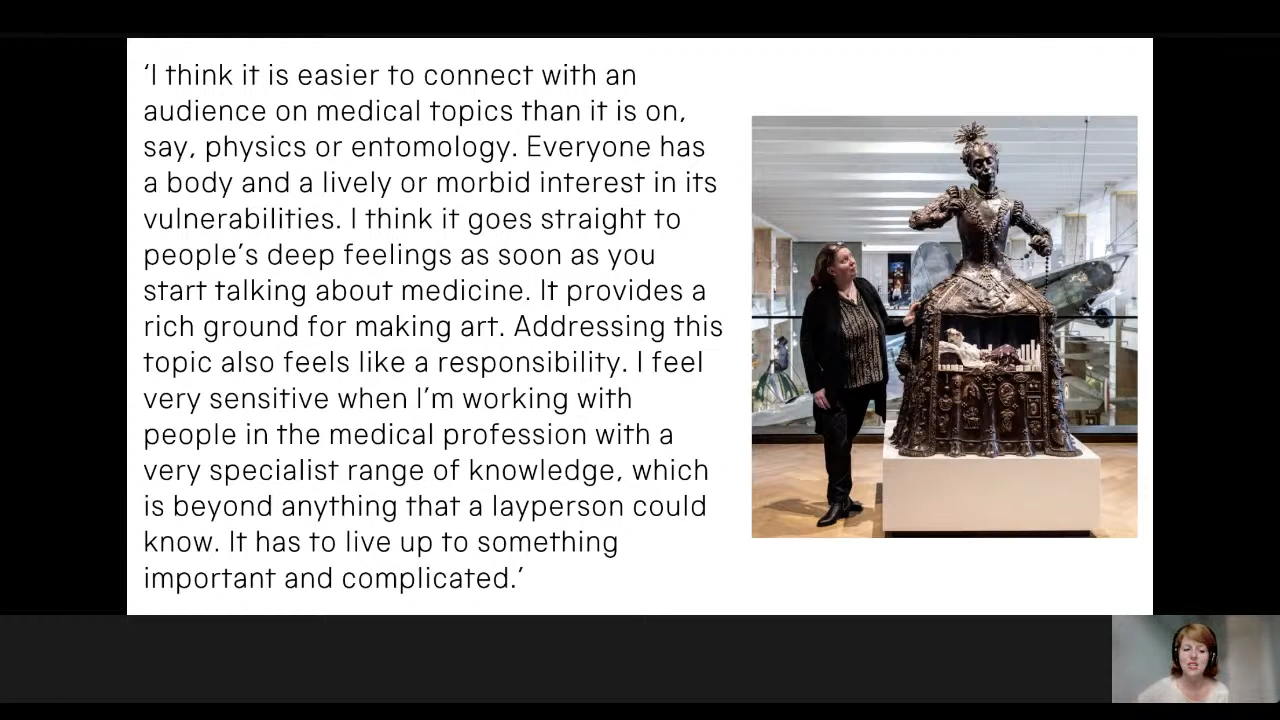 ‘I think it is easier to connect with an
audience on medical topics than it is on,
say, physics or entomology. Everyone has
a body and a lively or morbid interest in its
vulnerabilities. I think it goes straight to
people’s deep feelings as soon as you
start talking about medicine. It provides a
rich ground for making art. Addressing this
topic also feels like a responsibility. I feel
very sensitive when I’m working with
people in the medical profession with a
very specialist range of knowledge, which
is beyond anything that a layperson could
know. It has to live up to something
important and complicated.’